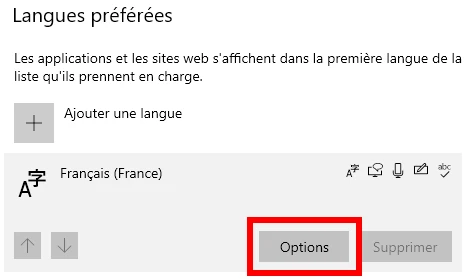 Langues préférées
Les applications et les sites web s'affichent dans la première langue de la
liste qu'ils prennent en charge.
Ajouter une langue
Français (France)
abc
Options
Supprimer